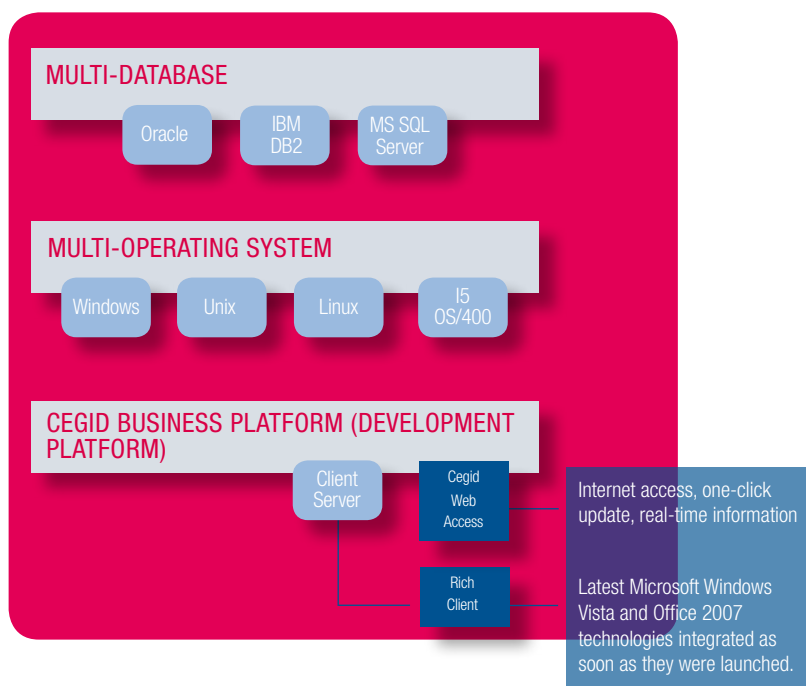 MULTI-DATABASE
Oracle
IBM
DB2
MS SQL
Server
MULTI-OPERATING SYSTEM
Windows
Unix
Linux
I5
OS/400
CEGID BUSINESS PLATFORM (DEVELOPMENT
PLATFORM)
Client
Server
Cegid
Web
Access
Internet access, one-click
update, real-time information
Rich
Client
Latest Microsoft Windows
Vista and Office 2007
technologies integrated as
soon as they were launched.